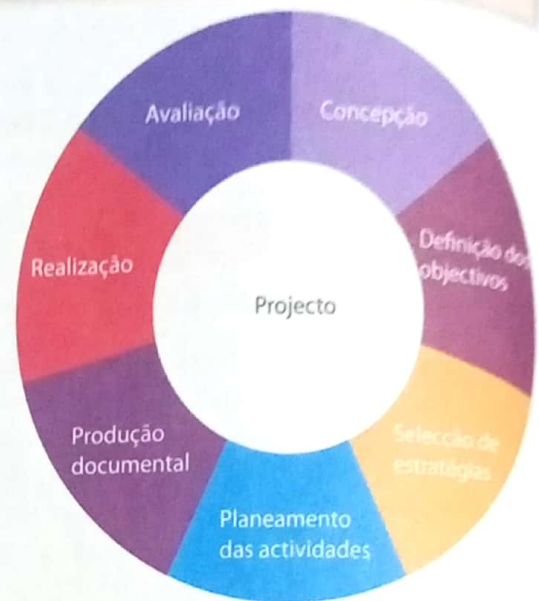 Avaliação
Concepção
Definição dos
objectivos
Realização
Projecto
Produção
documental
Selecção de
estratégias
Planeamento
das actividades